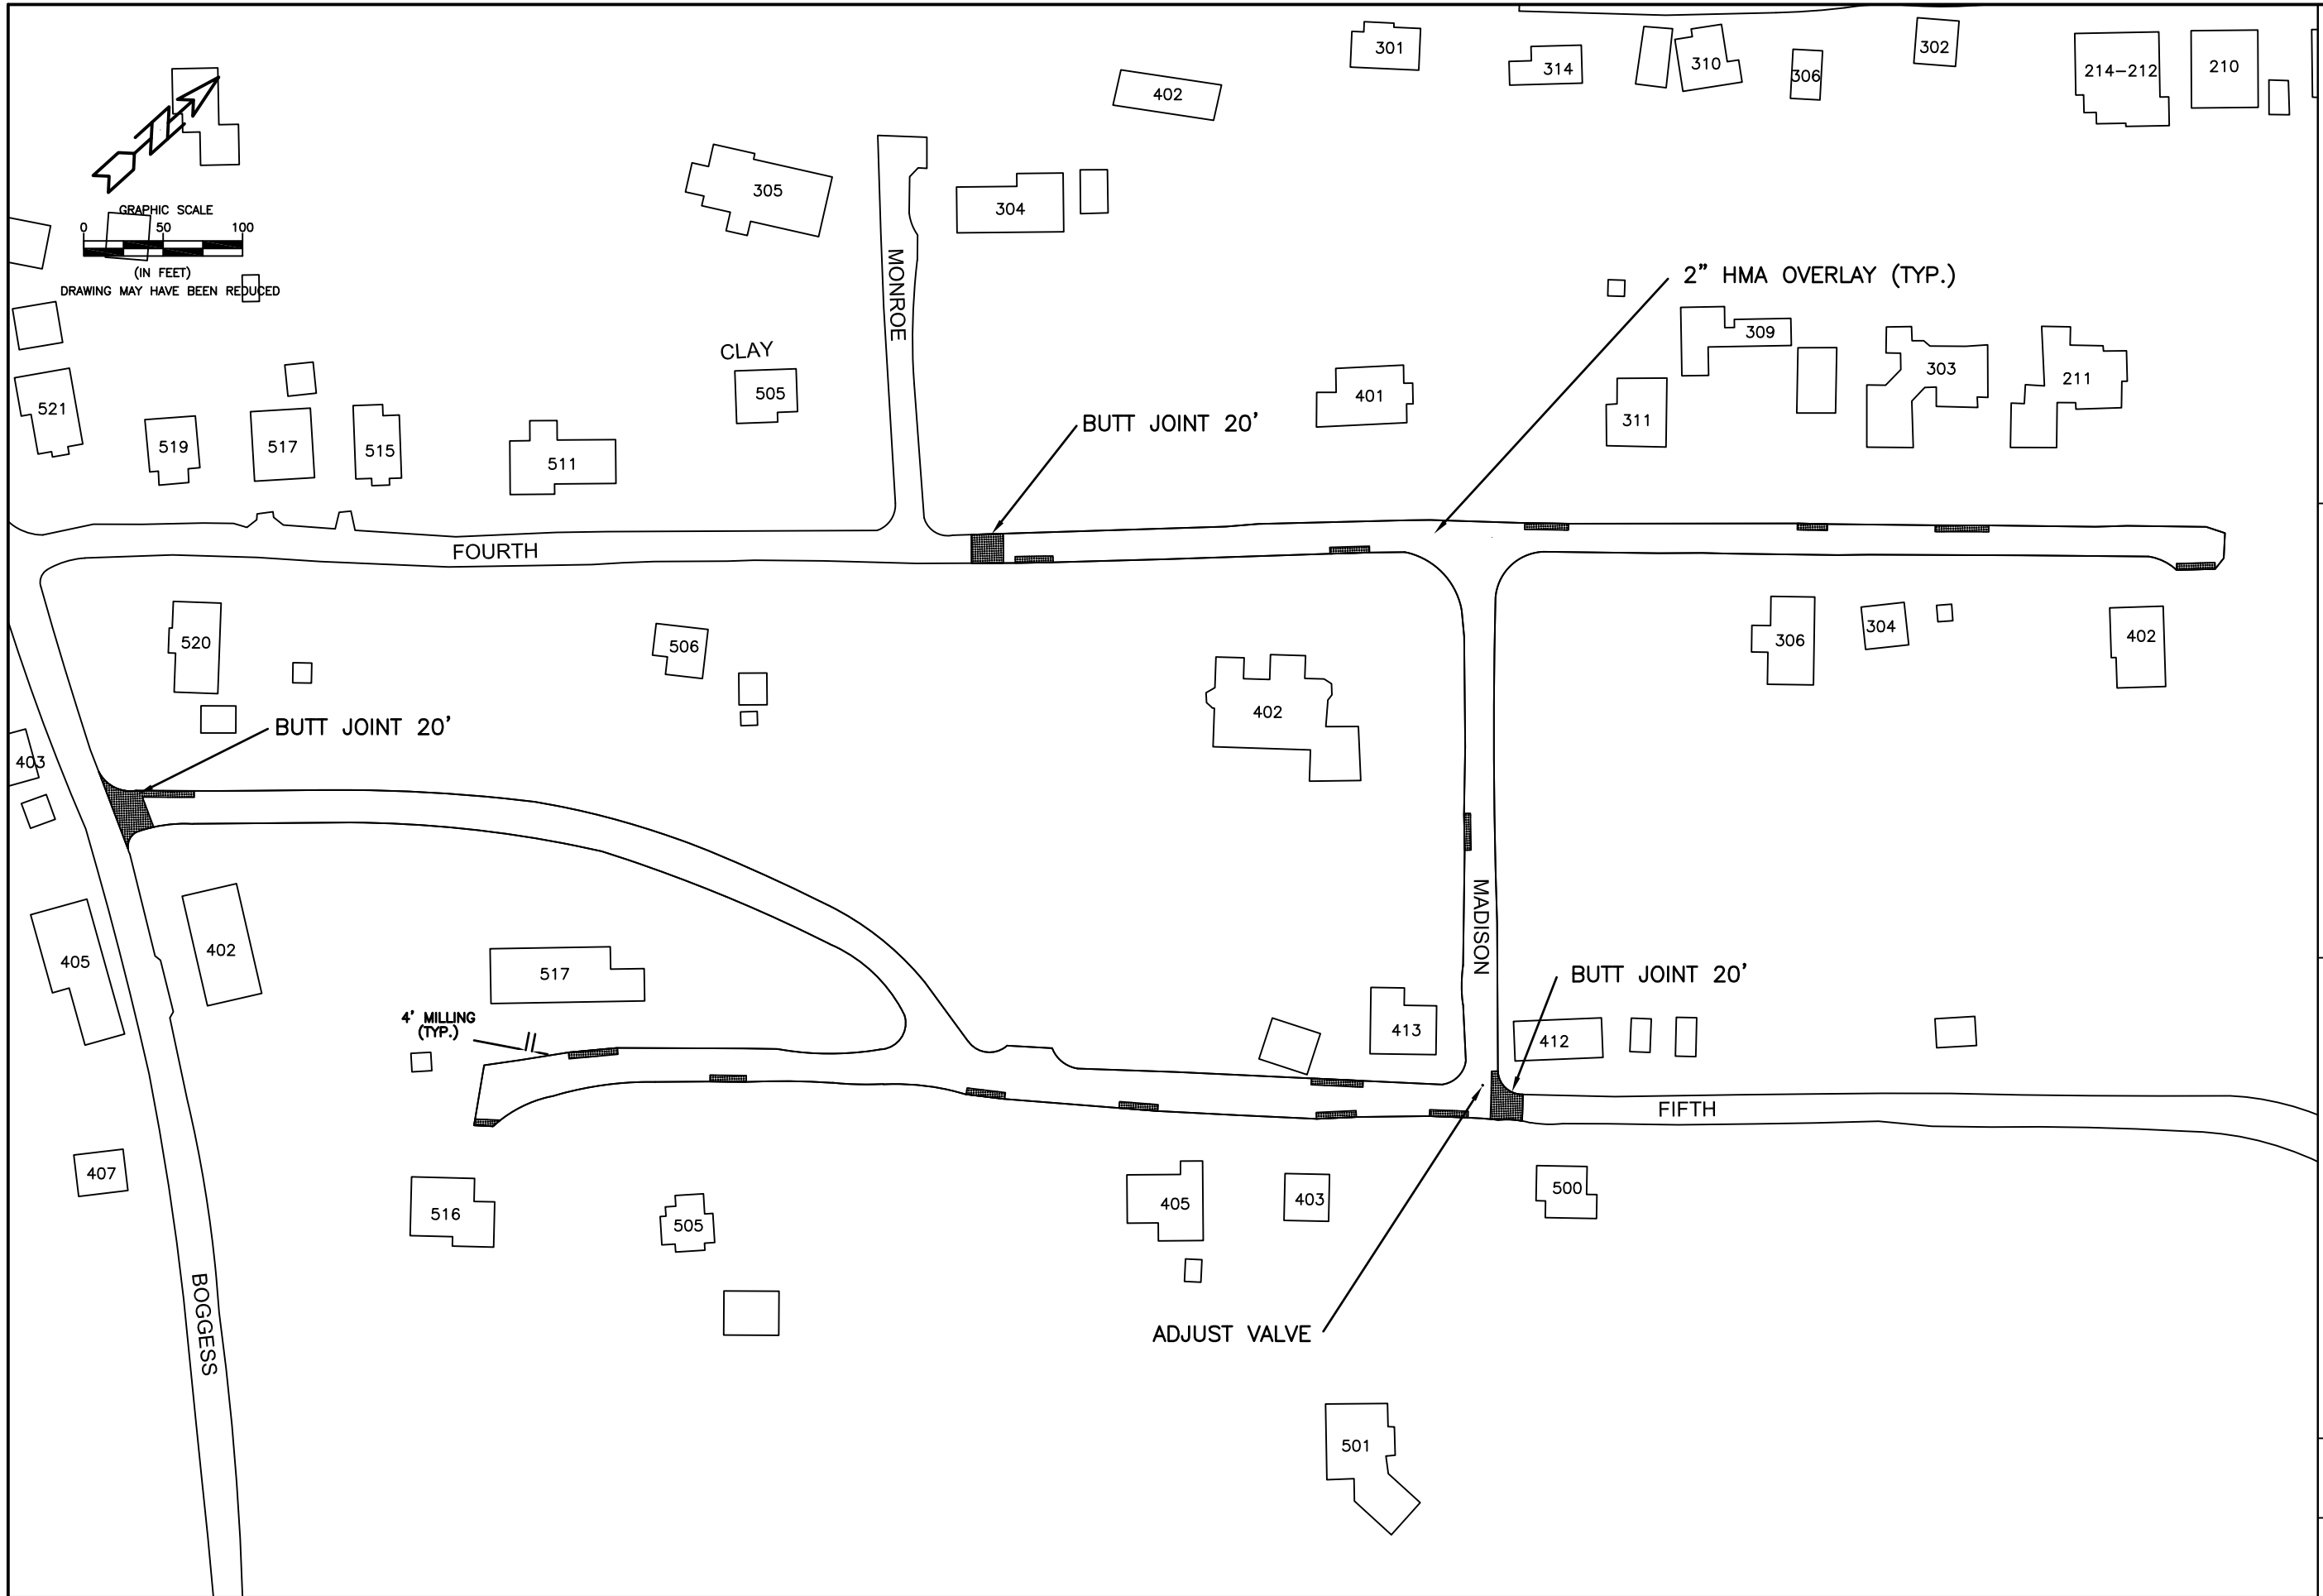 301
314
310
306
302
214-212
210
402
305
304
GRAPHIC SCALE
0 50 100
(IN FEET)
DRAWING MAY HAVE BEEN REDUCED
MONROE
2" HMA OVERLAY (TYP.)
309
303
211
311
CLAY
505
401
BUTT JOINT 20'
521
519
517
515
511
FOURTH
520
506
402
306
304
402
BUTT JOINT 20'
403
MADISON
405
402
517
4' MILLING
(TYP.)
413
BUTT JOINT 20'
412
FIFTH
407
516
505
405
403
500
BOGGESS
ADJUST VALVE
501